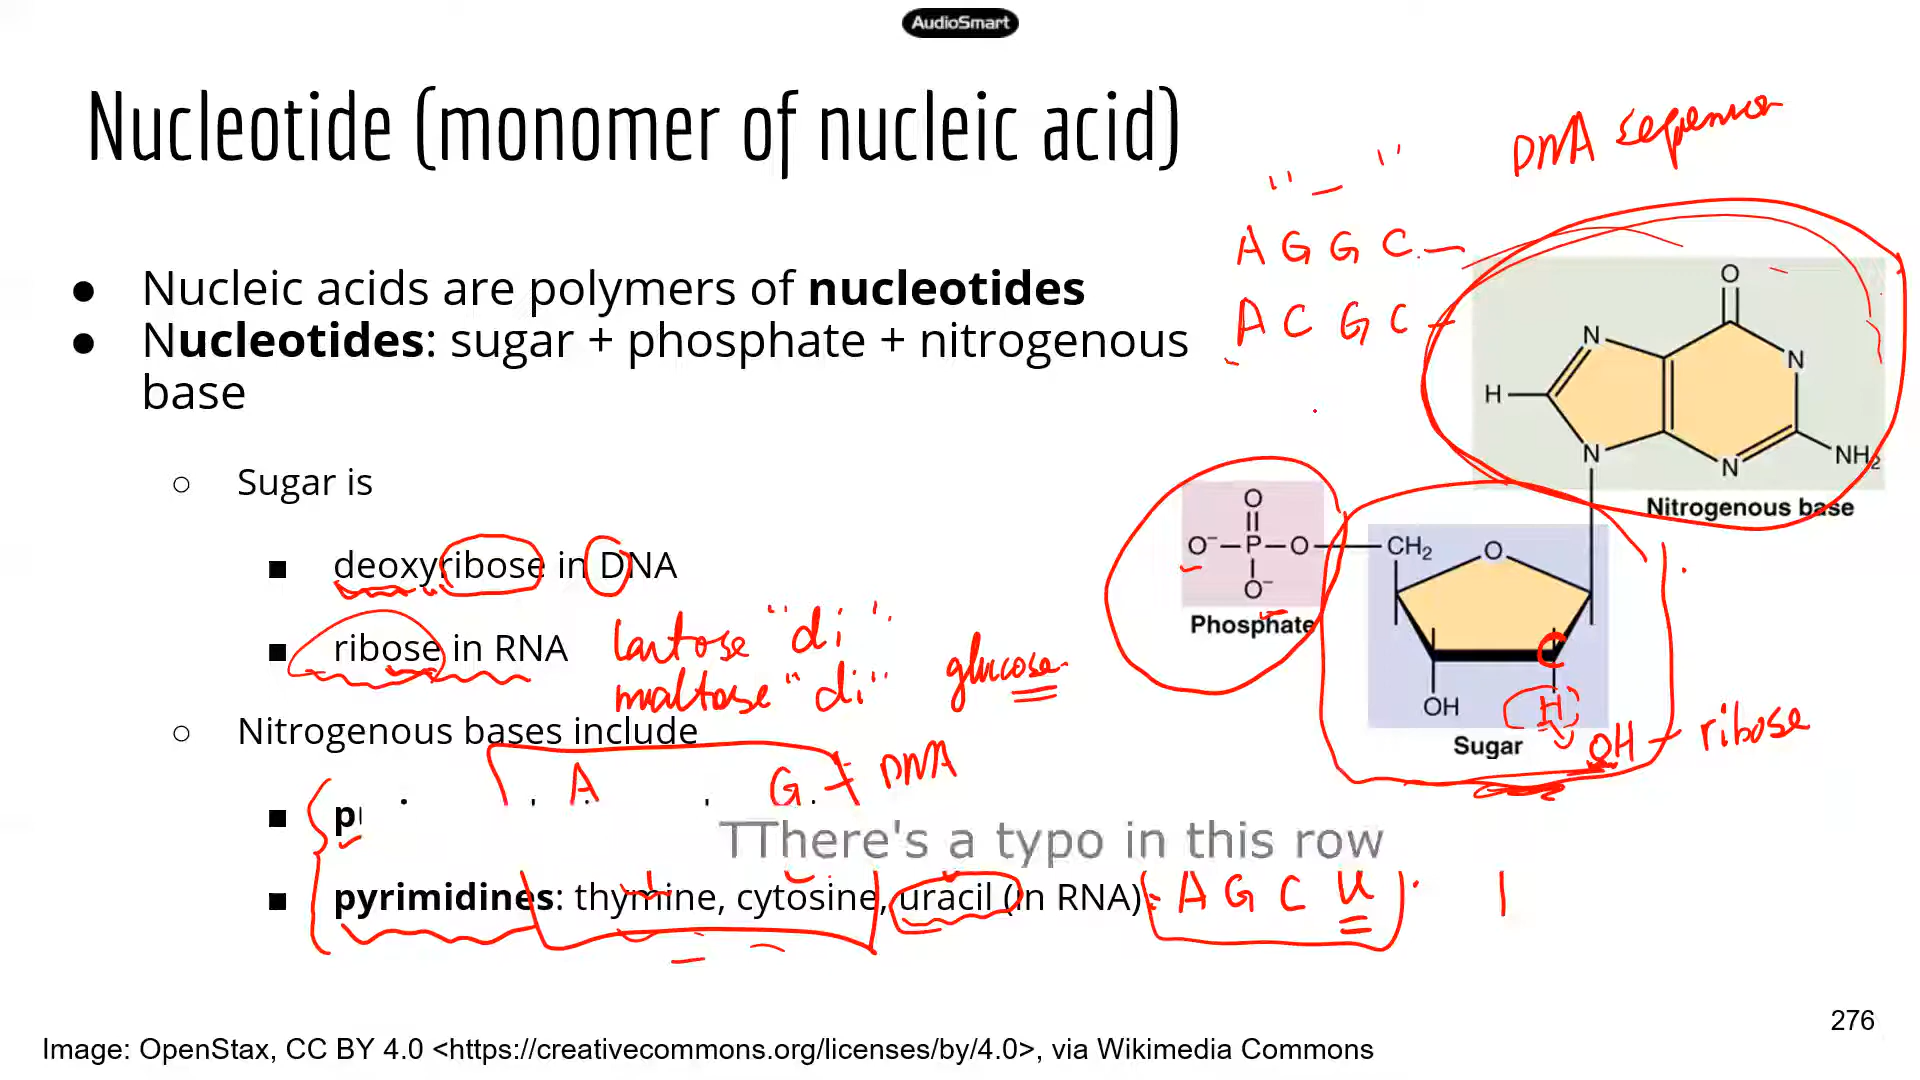 AudioSmart
Nucleotide (monomer of nucleic acid)
DNA sequence
" _ "
A G G C
A C G C
● Nucleic acids are polymers of nucleotides
● Nucleotides: sugar + phosphate + nitrogenous
base
○ Sugar is
■ deoxyribose in DNA
■ ribose in RNA
lactose "di"
maltose "di"
glucose
○ Nitrogenous bases include
A G DNA
TThere's a typo in this row
■ pyrimidines: thymine, cytosine, uracil (in RNA)
A G C U
O
N
N
H
N
N
NH₂
Nitrogenous base
O
O⁻—P—O
O⁻
Phosphate
CH₂
O
C
OH
H
Sugar
OH – ribose
276
Image: OpenStax, CC BY 4.0 <https://creativecommons.org/licenses/by/4.0>, via Wikimedia Commons